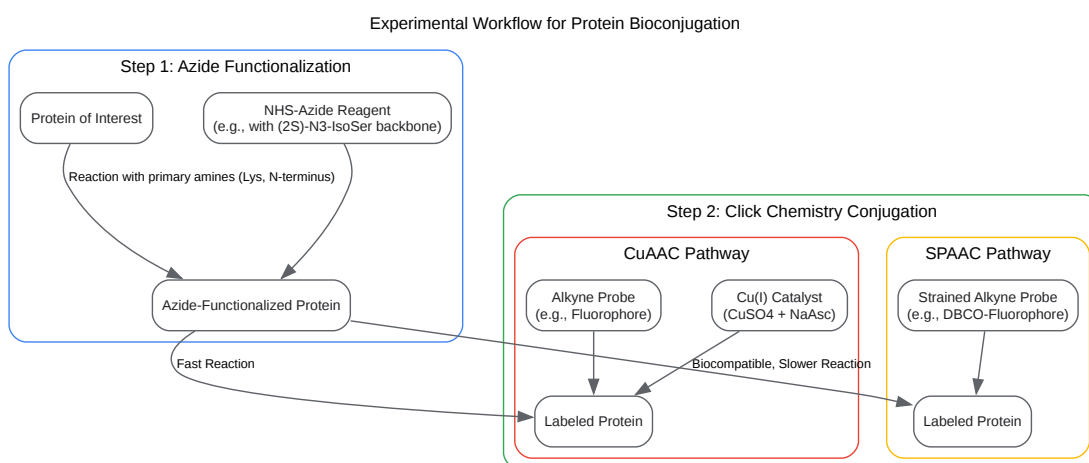 Experimental Workflow for Protein Bioconjugation
Step 1: Azide Functionalization
Protein of Interest
NHS-Azide Reagent
(e.g., with (2S)-N3-IsoSer backbone)
Reaction with primary amines (Lys, N-terminus)
Azide-Functionalized Protein
Step 2: Click Chemistry Conjugation
CuAAC Pathway
Alkyne Probe
(e.g., Fluorophore)
Cu(I) Catalyst
(CuSO4 + NaAsc)
SPAAC Pathway
Strained Alkyne Probe
(e.g., DBCO-Fluorophore)
Fast Reaction
Biocompatible, Slower Reaction
Labeled Protein
Labeled Protein